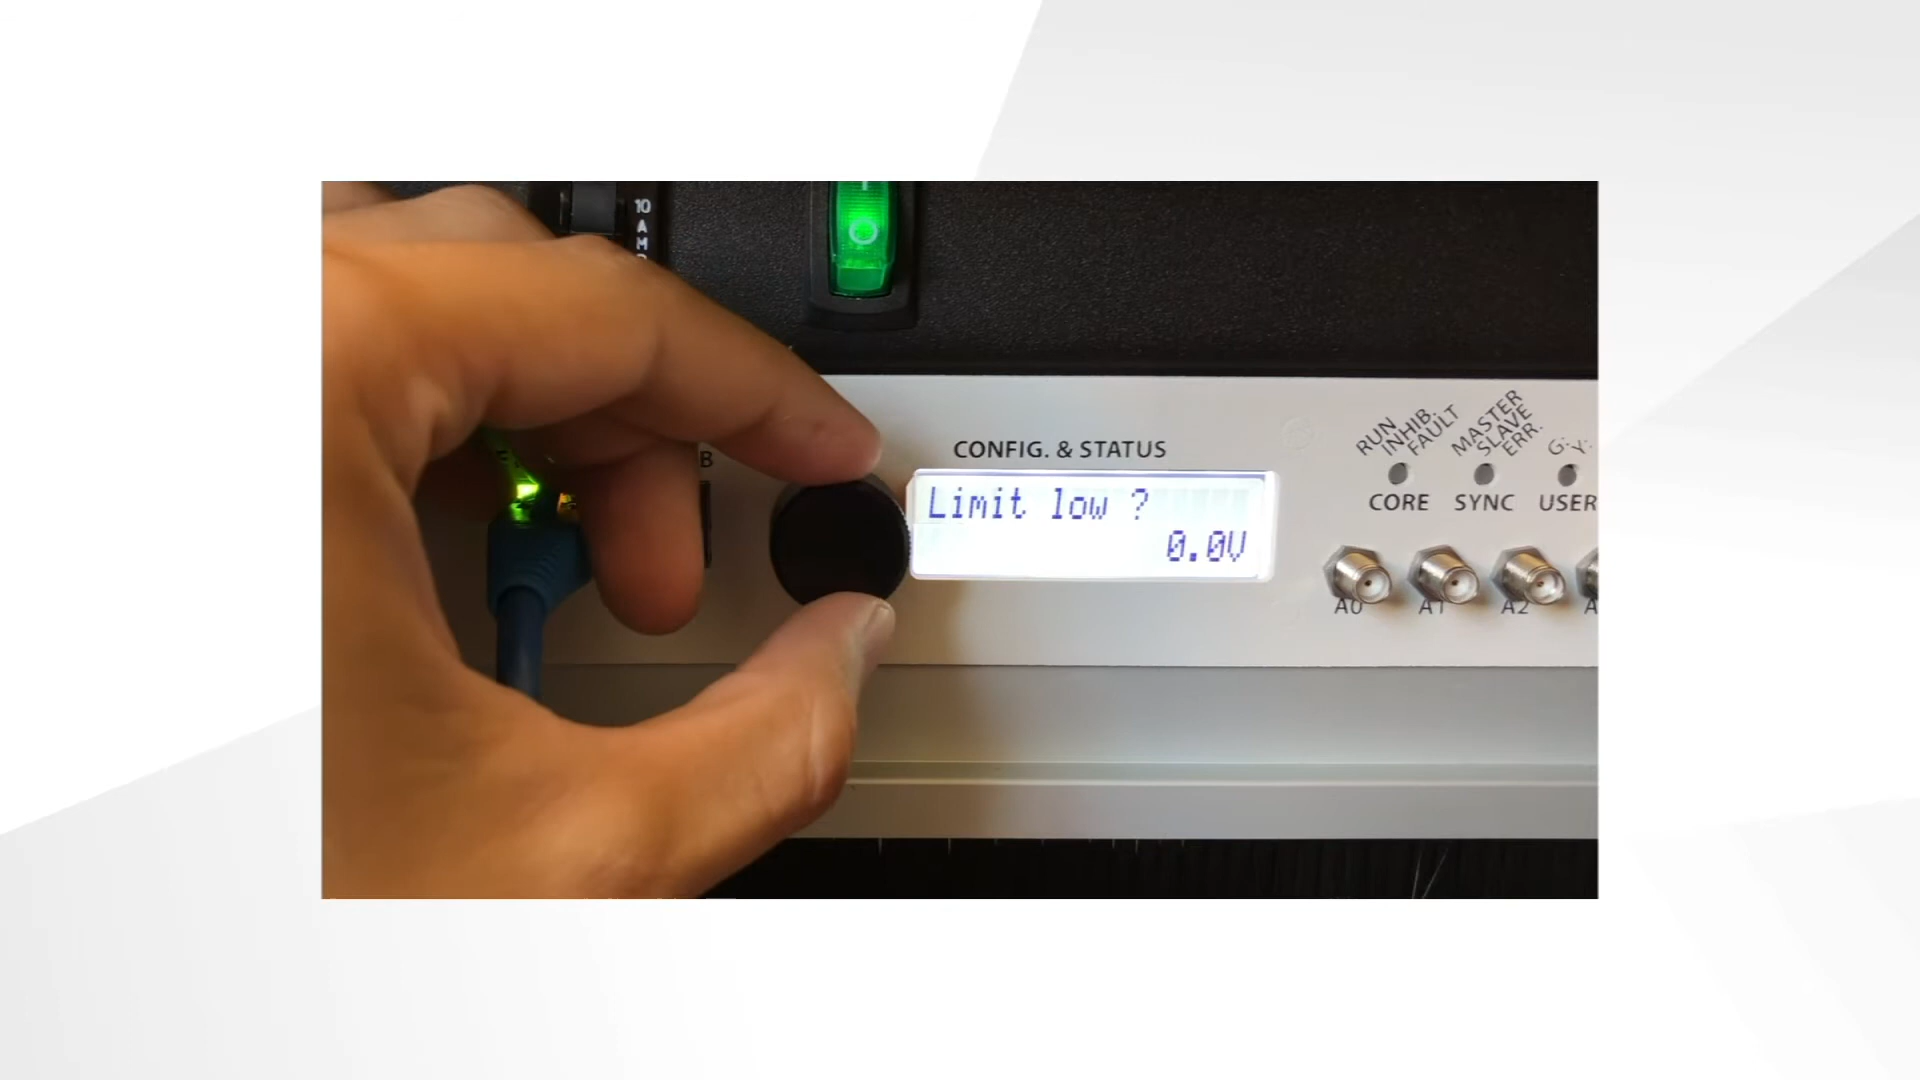 10
A
M
B
CONFIG. & STATUS
Limit low ?
0.0V
RUN
INHIB.
FAULT
MASTER
SLAVE
ERR.
G:
Y:
CORE
SYNC
USER
A0
A1
A2
A